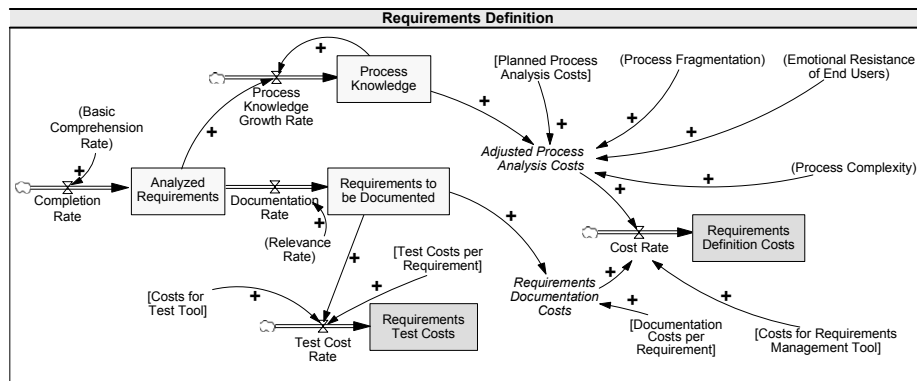 Requirements Definition
+
Process
Knowledge
Process
Knowledge
Growth Rate
[Planned Process
Analysis Costs]
(Process Fragmentation)
(Emotional Resistance
of End Users)
+
+
+
+
+
Adjusted Process
Analysis Costs
(Basic
Comprehension
Rate)
+
+
(Process Complexity)
+
Completion
Rate
Analyzed
Requirements
Documentation
Rate
Requirements to
be Documented
+
(Relevance
Rate)
+
+
Cost Rate
Requirements
Definition Costs
+
[Test Costs per
Requirement]
+
Requirements
Documentation
Costs
+
+
[Costs for
Test Tool]
+
+
Test Cost
Rate
Requirements
Test Costs
[Documentation
Costs per
Requirement]
[Costs for Requirements
Management Tool]